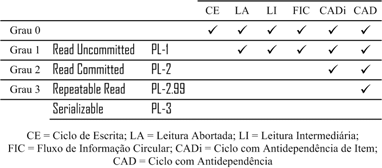 CE LA LI FIC CADi CAD
Grau 0 ✓ ✓ ✓ ✓ ✓ ✓
Grau 1 Read Uncommitted PL-1 ✓ ✓ ✓ ✓ ✓
Grau 2 Read Committed PL-2 ✓ ✓
Grau 3 Repeatable Read PL-2.99 ✓
Serializable PL-3
CE = Ciclo de Escrita; LA = Leitura Abortada; LI = Leitura Intermediária;
FIC = Fluxo de Informação Circular; CADi = Ciclo com Antidependência de Item;
CAD = Ciclo com Antidependência